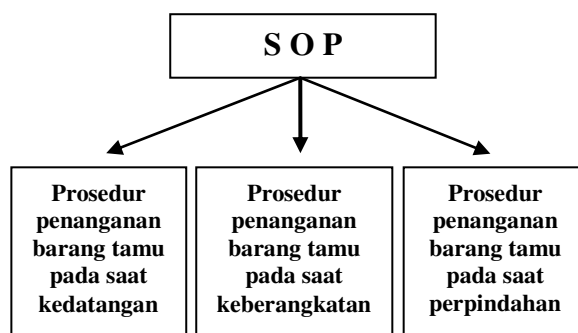 S O P
Prosedur
penanganan
barang tamu
pada saat
kedatangan
Prosedur
penanganan
barang tamu
pada saat
keberangkatan
Prosedur
penanganan
barang tamu
pada saat
perpindahan